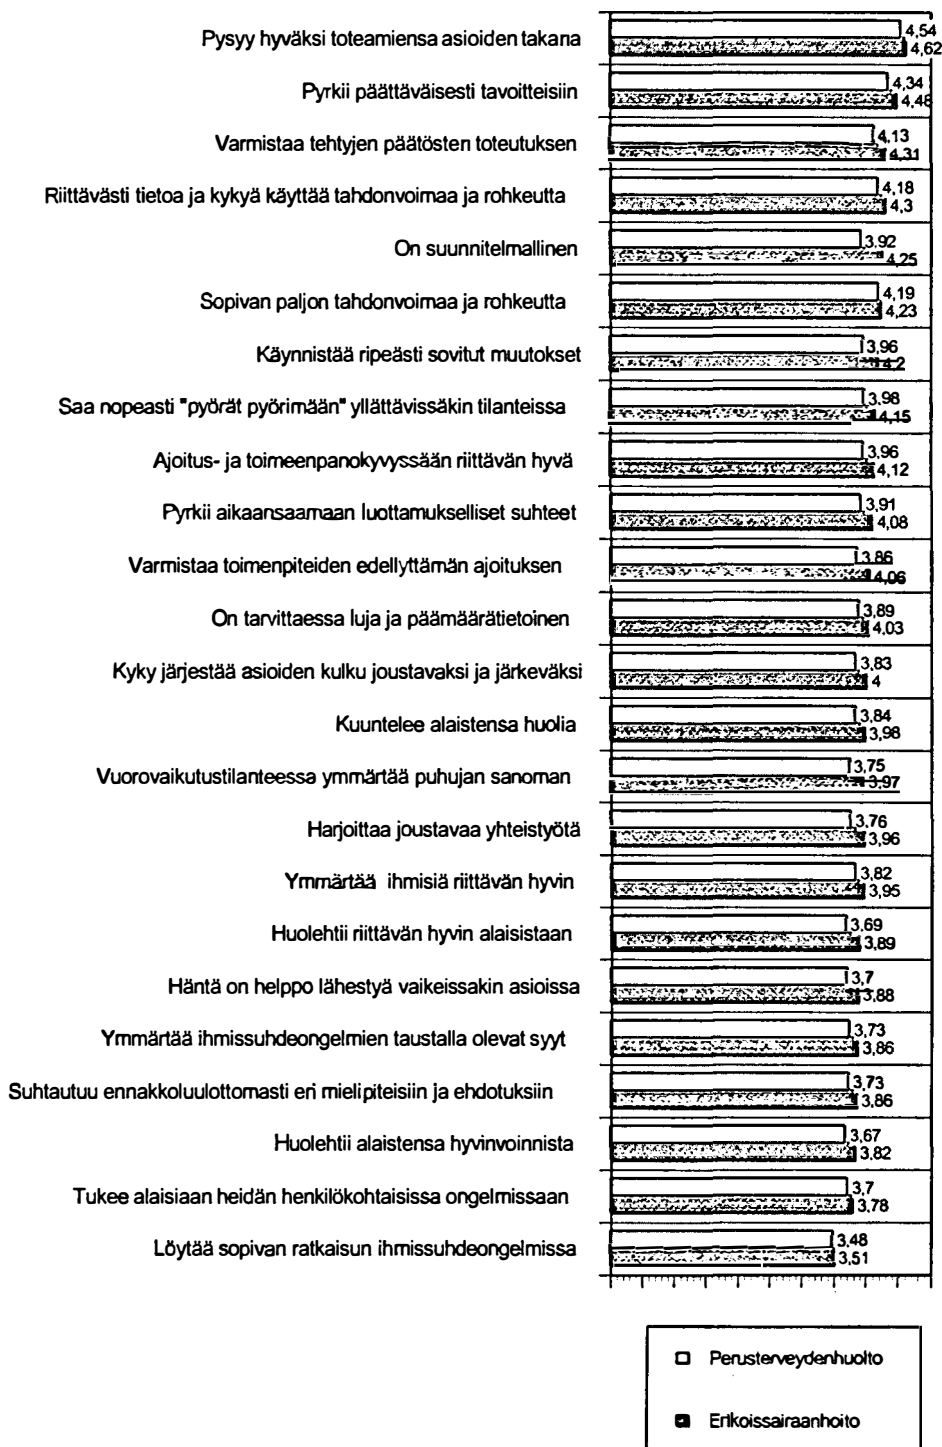 Pysyy hyväksi toteamiensa asioiden takana
4,54
4,62
Pyrkii päättäväisesti tavoitteisiin
4,34
4,48
Varmistaa tehtyjen päätösten toteutuksen
4,13
4,31
Riittävästi tietoa ja kykyä käyttää tahdonvoimaa ja rohkeutta
4,18
4,3
On suunnitelmallinen
3,92
4,25
Sopivan paljon tahdonvoimaa ja rohkeutta
4,19
4,23
Käynnistää ripeästi sovitut muutokset
3,96
4,2
Saa nopeasti "pyörät pyörimään" yllättävissäkin tilanteissa
3,98
4,15
Ajoitus- ja toimeenpanokyvyssään riittävän hyvä
3,96
4,12
Pyrkii aikaansaamaan luottamukselliset suhteet
3,91
4,08
Varmistaa toimenpiteiden edellyttämän ajoituksen
3,86
4,06
On tarvittaessa luja ja päämäärätietoinen
3,89
4,03
Kyky järjestää asioiden kulku joustavaksi ja järkeväksi
3,83
4
Kuuntelee alaistensa huolia
3,84
3,98
Vuorovaikutustilanteessa ymmärtää puhujan sanoman
3,75
3,97
Harjoittaa joustavaa yhteistyötä
3,76
3,96
Ymmärtää ihmisiä riittävän hyvin
3,82
3,95
Huolehtii riittävän hyvin alaisistaan
3,69
3,89
Häntä on helppo lähestyä vaikeissakin asioissa
3,7
3,88
Ymmärtää ihmissuhdeongelmien taustalla olevat syyt
3,73
3,86
Suhtautuu ennakkoluulottomasti eri mielipiteisiin ja ehdotuksiin
3,73
3,86
Huolehtii alaistensa hyvinvoinnista
3,67
3,82
Tukee alaisiaan heidän henkilökohtaisissa ongelmissaan
3,7
3,78
Löytää sopivan ratkaisun ihmissuhdeongelmissa
3,48
3,51
Perusterveydenhuolto
Erikoissairaanhoito